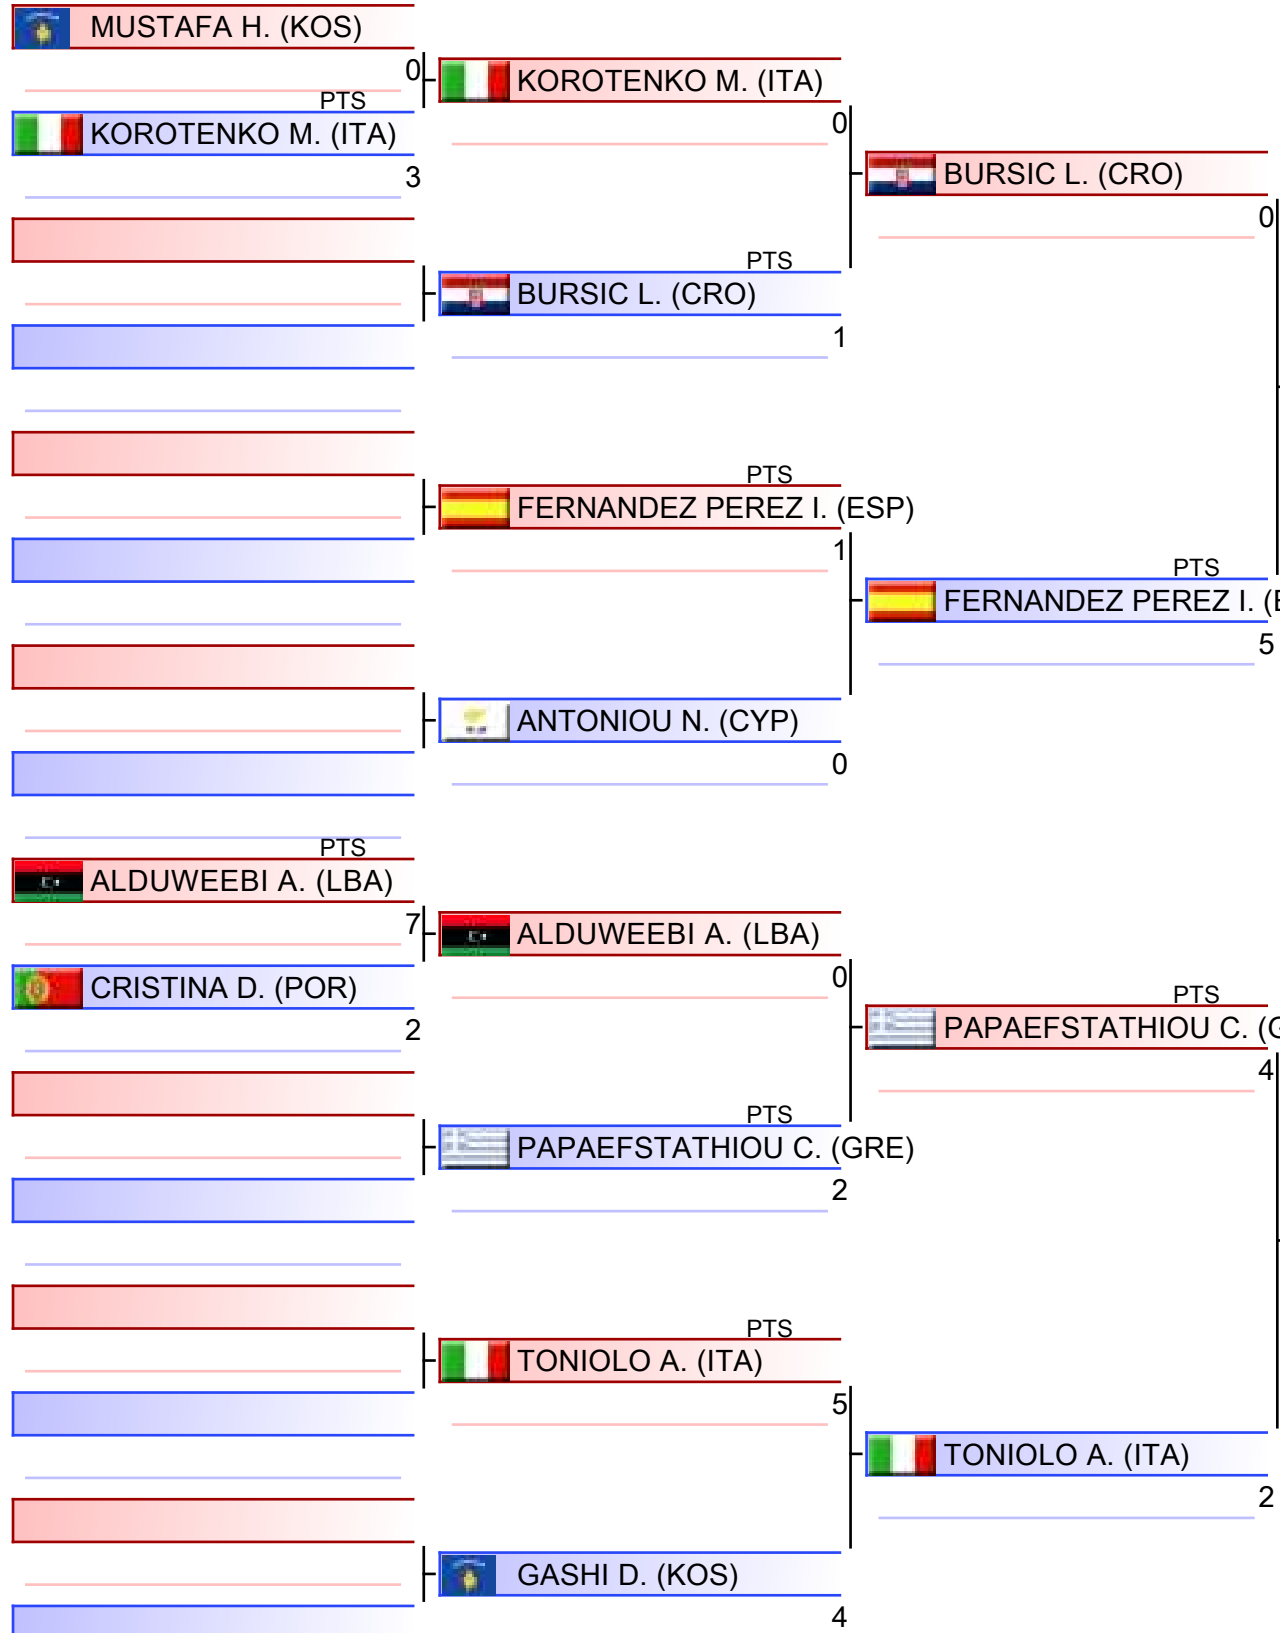 MUSTAFA H. (KOS)
0
PTS
KOROTENKO M. (ITA)
3
PTS
ALDUWEEBI A. (LBA)
7
CRISTINA D. (POR)
2
KOROTENKO M. (ITA)
0
PTS
BURSIC L. (CRO)
1
PTS
FERNANDEZ PEREZ I. (ESP)
1
ANTONIOU N. (CYP)
0
ALDUWEEBI A. (LBA)
0
PTS
PAPAEFSTATHIOU C. (GRE)
2
PTS
TONIOLO A. (ITA)
5
GASHI D. (KOS)
4
BURSIC L. (CRO)
0
PTS
FERNANDEZ PEREZ I. (
5
PTS
PAPAEFSTATHIOU C. (
4
TONIOLO A. (ITA)
2